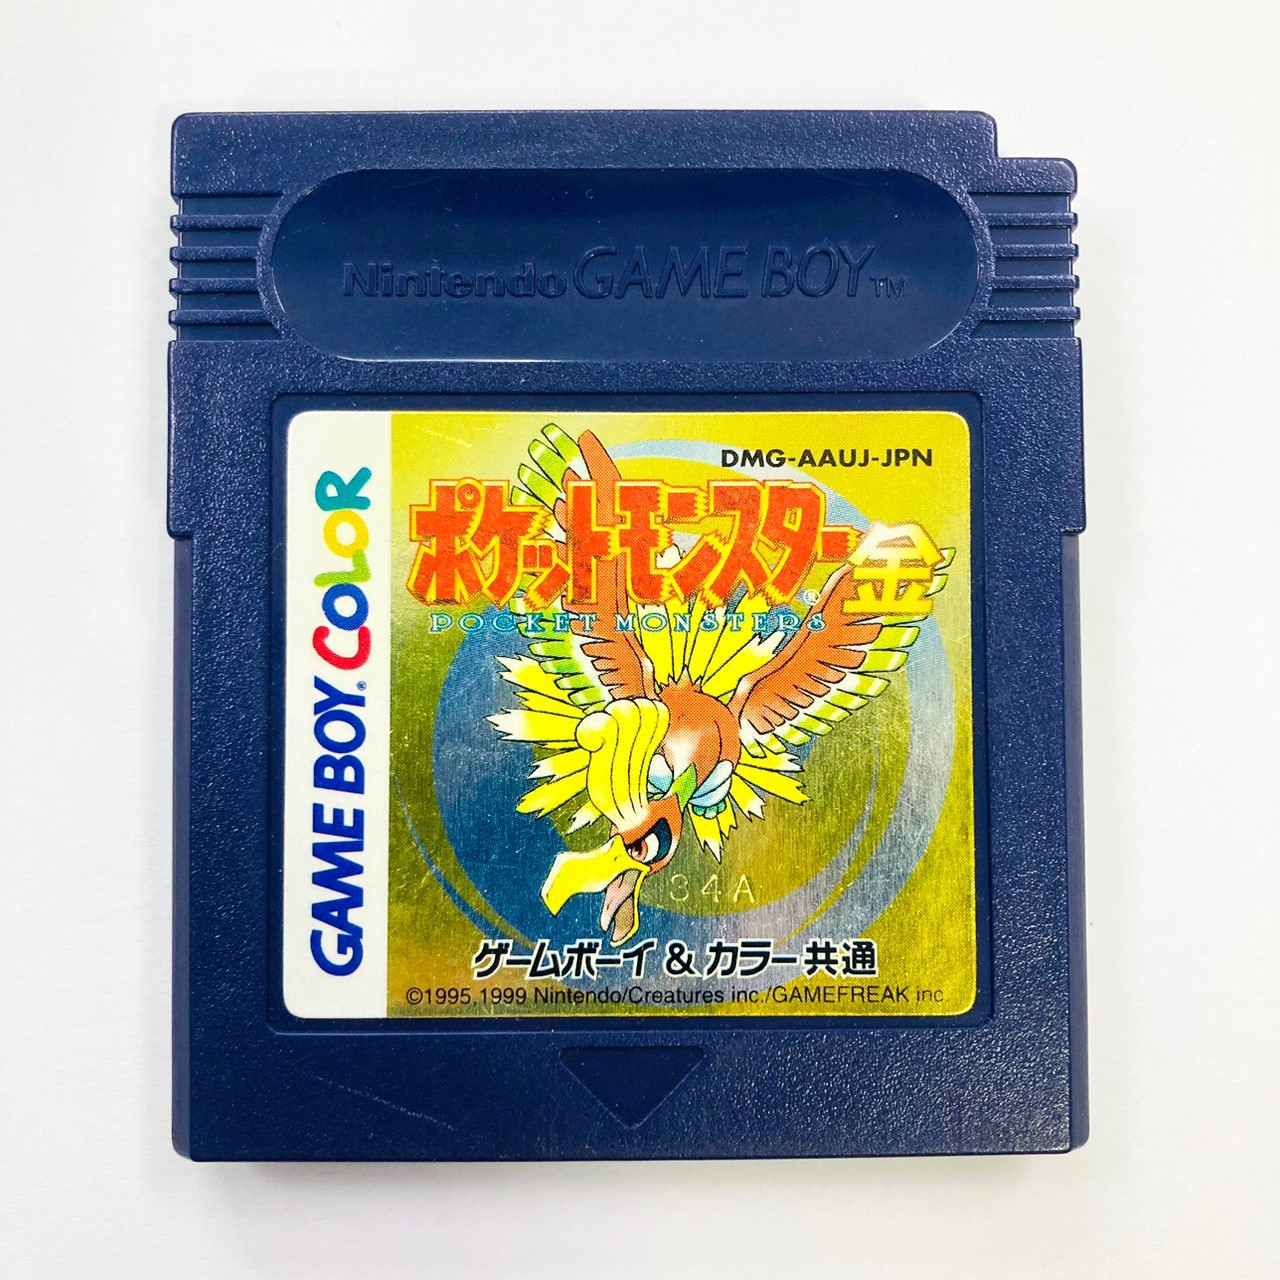 Nintendo GAME BOY™
GAME BOY® COLOR
DMG-AAUJ-JPN
ポケットモンスター® 金
POCKET MONSTERS
34A
ゲームボーイ & カラー共通
©1995,1999 Nintendo/Creatures inc./GAMEFREAK inc.